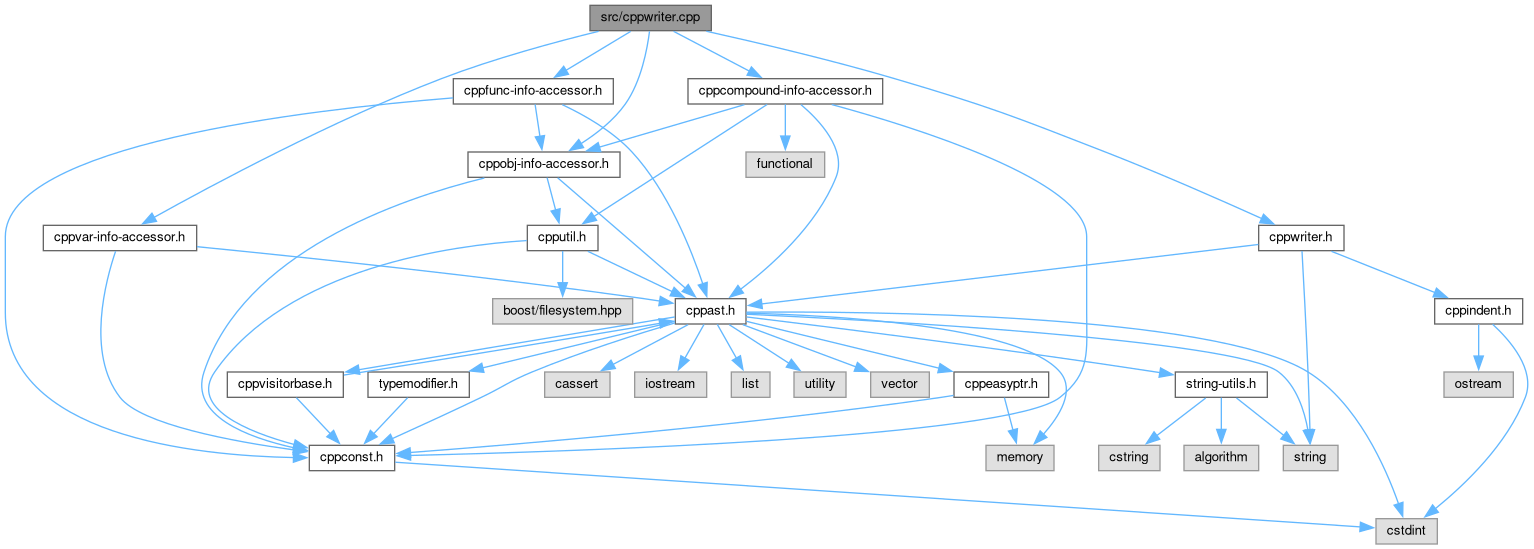 src/cppwriter.cpp
cppfunc-info-accessor.h
cppcompound-info-accessor.h
cppobj-info-accessor.h
functional
cppvar-info-accessor.h
cpputil.h
cppwriter.h
boost/filesystem.hpp
cppast.h
cppindent.h
cppvisitorbase.h
typemodifier.h
cassert
iostream
list
utility
vector
cppeasyptr.h
string-utils.h
ostream
cppconst.h
memory
cstring
algorithm
string
cstdint